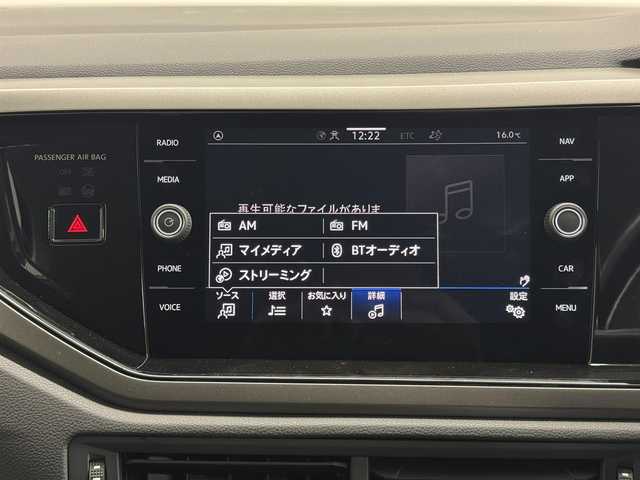 PASSENGER AIR BAG
OFF
RADIO
MEDIA
PHONE
VOICE
12:22 ETC 16.0℃
再生可能なファイルがありま
AM FM
マイメディア BTオーディオ
ストリーミング
ソース 選択 お気に入り 詳細 設定
NAV
APP
CAR
MENU